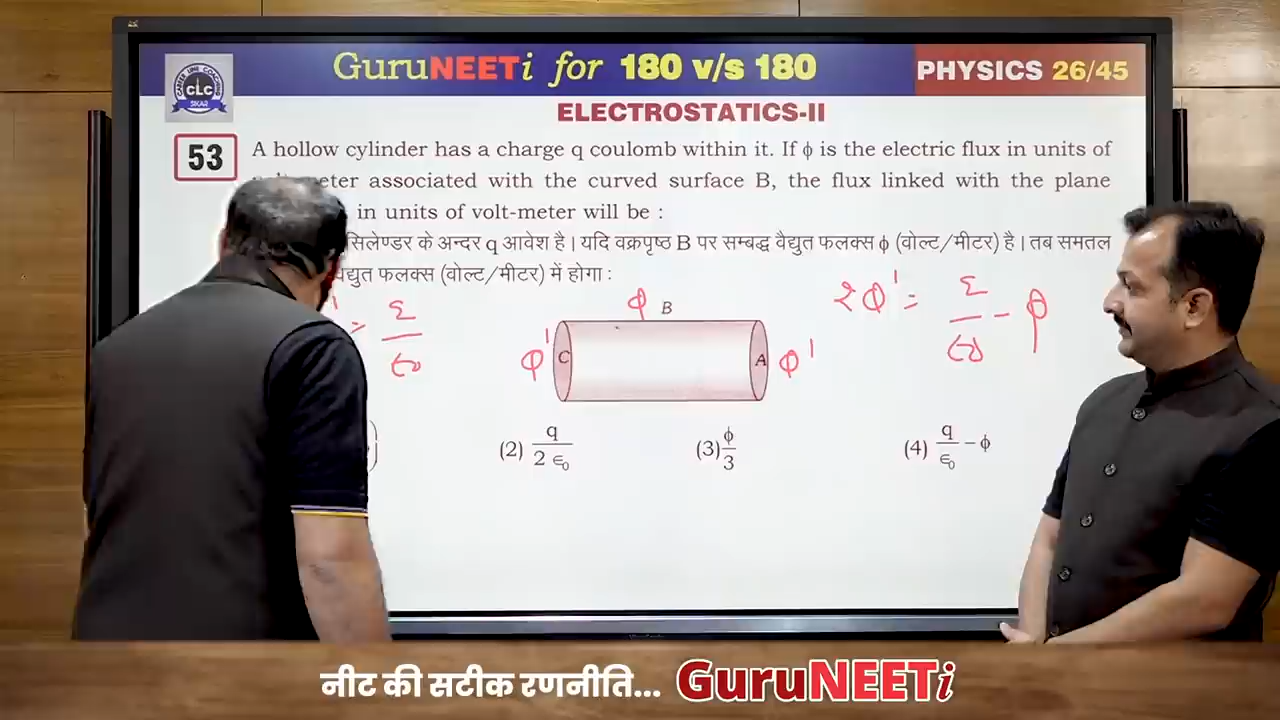 GuruNEETi for 180 v/s 180
PHYSICS 26/45
CLC
SIKAR
ELECTROSTATICS-II
53
A hollow cylinder has a charge q coulomb within it. If ϕ is the electric flux in units of
meter associated with the curved surface B, the flux linked with the plane
in units of volt-meter will be :
सिलेण्डर के अन्दर q आवेश है। यदि वक्रपृष्ठ B पर सम्बद्ध वैद्युत फलक्स ϕ (वोल्ट/मीटर) है। तब समतल
फलक्स (वोल्ट/मीटर) में होगा :
ϕ B
ϕ' C A ϕ'
2ϕ' =
- ϕ
(2) q / 2 ϵ₀ (3) ϕ / 3 (4) q / ϵ₀ - ϕ
नीट की सटीक रणनीति... GuruNEETi